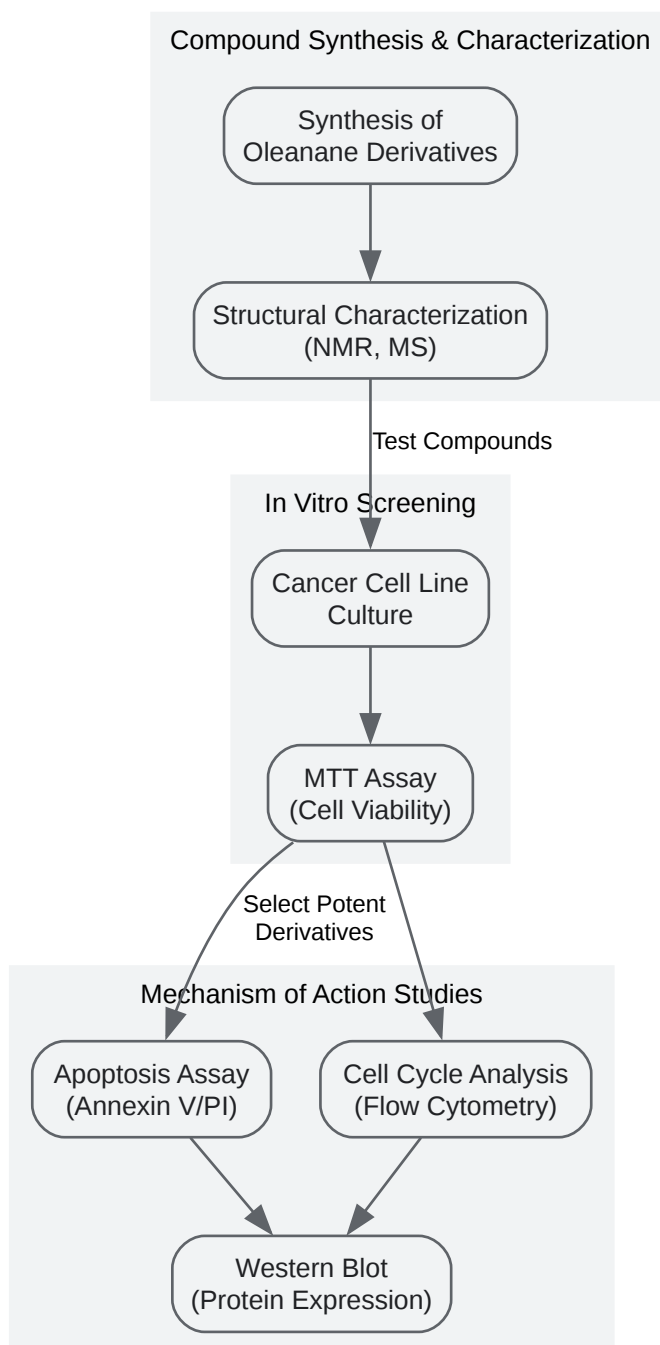 Compound Synthesis & Characterization
Synthesis of
Oleanane Derivatives
Structural Characterization
(NMR, MS)
Test Compounds
In Vitro Screening
Cancer Cell Line
Culture
MTT Assay
(Cell Viability)
Select Potent
Derivatives
Mechanism of Action Studies
Apoptosis Assay
(Annexin V/PI)
Cell Cycle Analysis
(Flow Cytometry)
Western Blot
(Protein Expression)